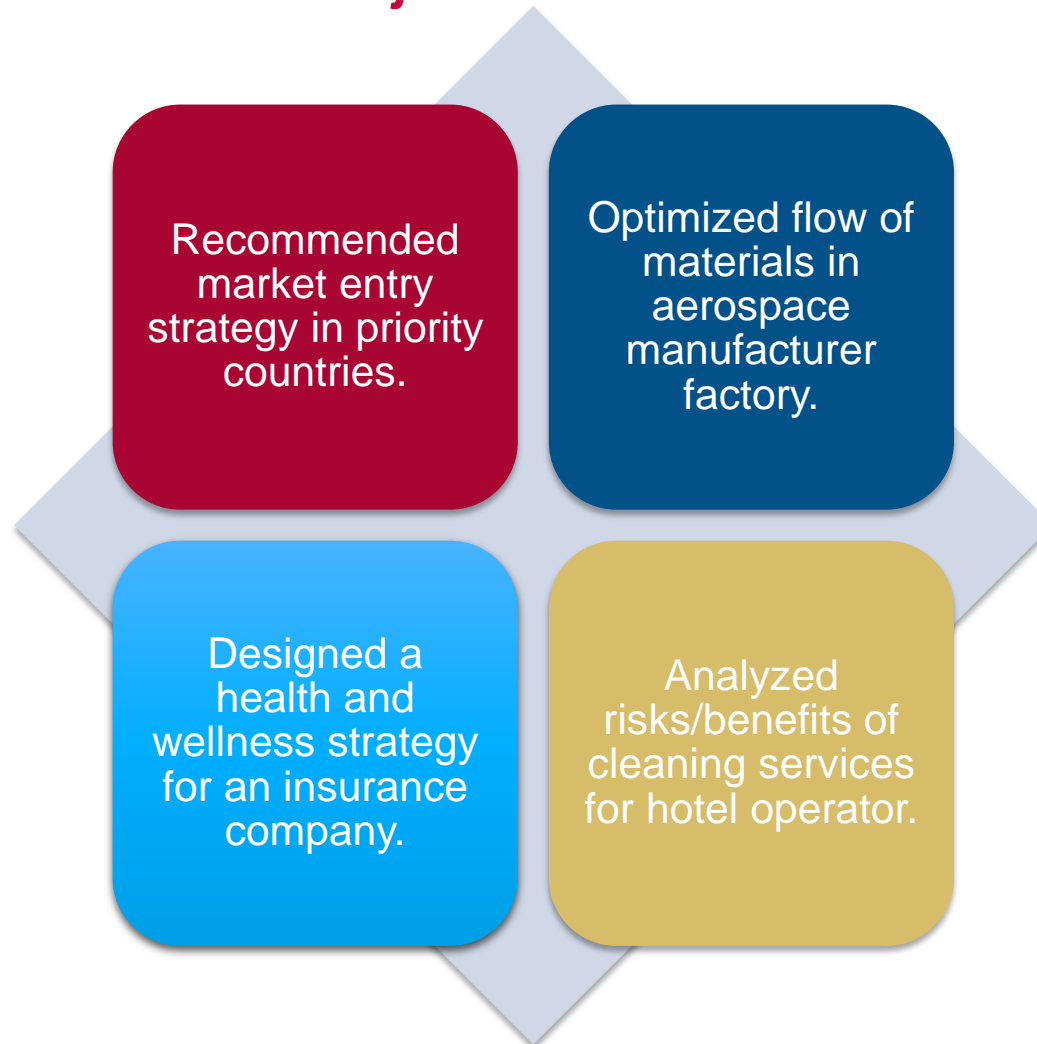 Recommended
market entry
strategy in priority
countries.
Optimized flow of
materials in
aerospace
manufacturer
factory.
Designed a
health and
wellness strategy
for an insurance
company.
Analyzed
risks/benefits of
cleaning services
for hotel operator.